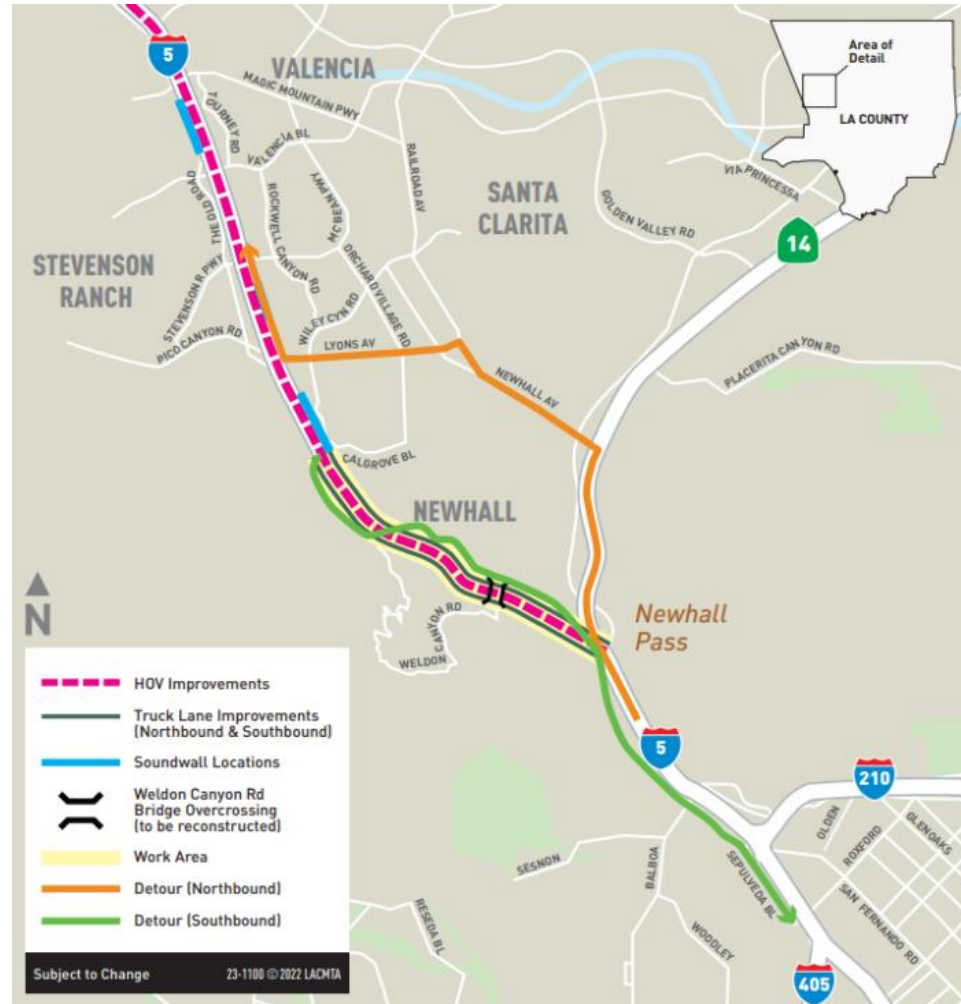 5
VALENCIA
Area of
Detail
LA COUNTY
MAGIC MOUNTAIN PWY
TOURNEY RD
VALENCIA BL
RAILROAD AV
VIA PRINCESSA
THE OLD ROAD
ROCKWELL CANYON RD
MCBEAN PWY
SANTA
CLARITA
GOLDEN VALLEY RD
14
STEVENSON
RANCH
STEVENSON R PWY
ORCHARD VILLAGE RD
WILEY CYN RD
PICO CANYON RD
LYONS AV
NEWHALL AV
PLACERITA CANYON RD
CALGROVE BL
NEWHALL
N
WELDON
CANYON RD
Newhall
Pass
HOV Improvements
Truck Lane Improvements
(Northbound & Southbound)
Soundwall Locations
Weldon Canyon Rd
Bridge Overcrossing
(to be reconstructed)
Work Area
Detour (Northbound)
Detour (Southbound)
Subject to Change
23-1100 © 2022 LACMTA
5
210
OLDEN
ROXFORD
GLENOAKS
SESNON
BALBOA
SEPULVEDA BL
SAN FERNANDO RD
RESEDA BL
WOODLEY
405